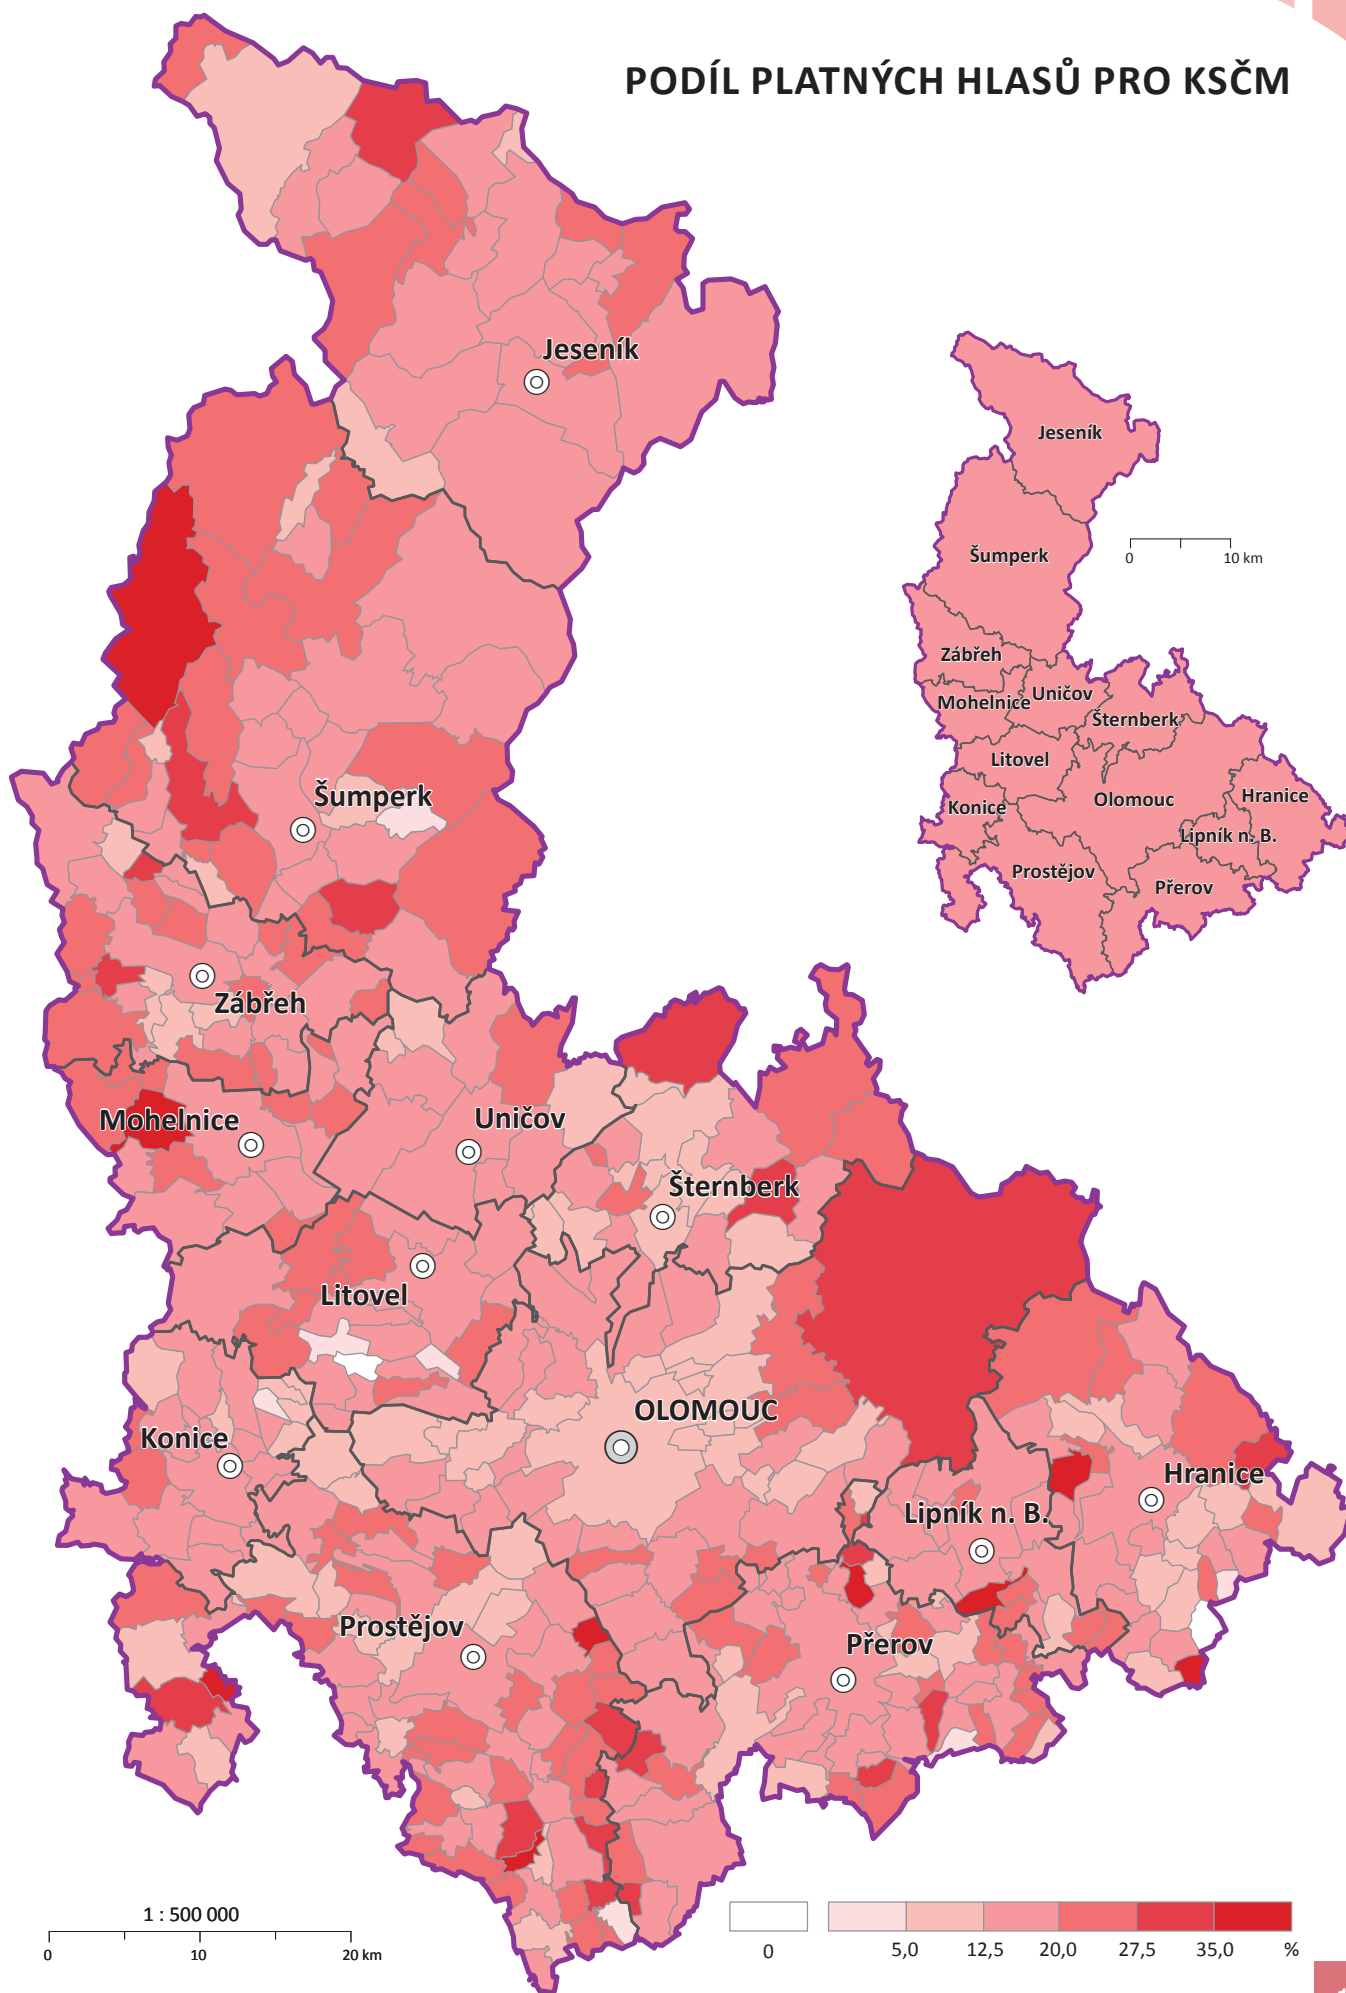 PODÍL PLATNÝCH HLASŮ PRO KSČM
Jeseník
Šumperk
Zábřeh
Mohelnice
Uničov
Šternberk
Litovel
OLOMOUC
Konice
Hranice
Lipník n. B.
Prostějov
Přerov
Jeseník
Šumperk
0 10 km
Zábřeh
Mohelnice
Uničov
Šternberk
Litovel
Konice
Olomouc
Hranice
Lipník n. B.
Prostějov
Přerov
1 : 500 000
0 10 20 km
0 5,0 12,5 20,0 27,5 35,0 %